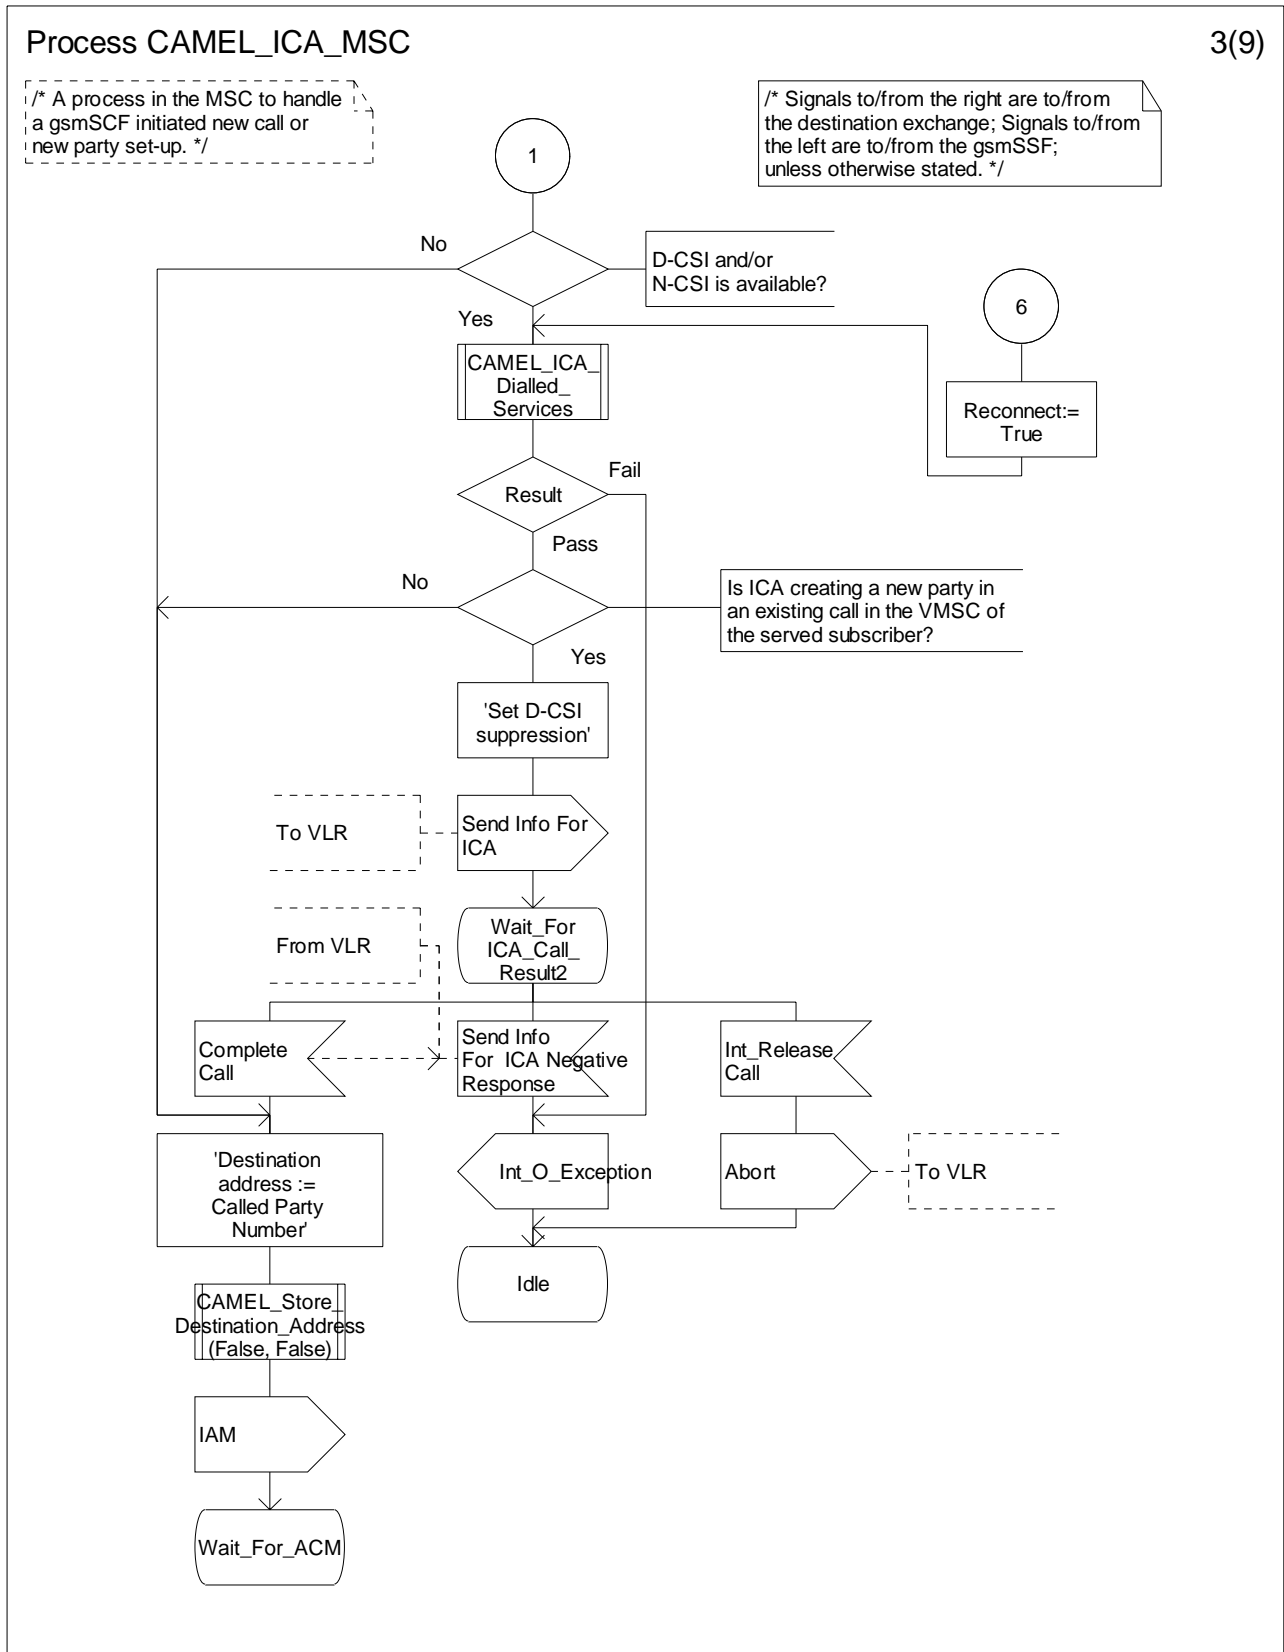 Process CAMEL_ICA_MSC
3(9)
/* A process in the MSC to handle
a gsmSCF initiated new call or
new party set-up. */
/* Signals to/from the right are to/from
the destination exchange; Signals to/from
the left are to/from the gsmSSF;
unless otherwise stated. */
1
No
D-CSI and/or
N-CSI is available?
6
Yes
CAMEL_ICA_
Dialled_
Services
Reconnect:=
True
Fail
Result
Pass
No
Is ICA creating a new party in
an existing call in the VMSC of
the served subscriber?
Yes
'Set D-CSI
suppression'
To VLR
Send Info For
ICA
From VLR
Wait_For
ICA_Call_
Result2
Complete
Call
Send Info
For ICA Negative
Response
Int_Release
Call
'Destination
address :=
Called Party
Number'
Int_O_Exception
Abort
To VLR
Idle
CAMEL_Store_
Destination_Address
(False, False)
IAM
Wait_For_ACM